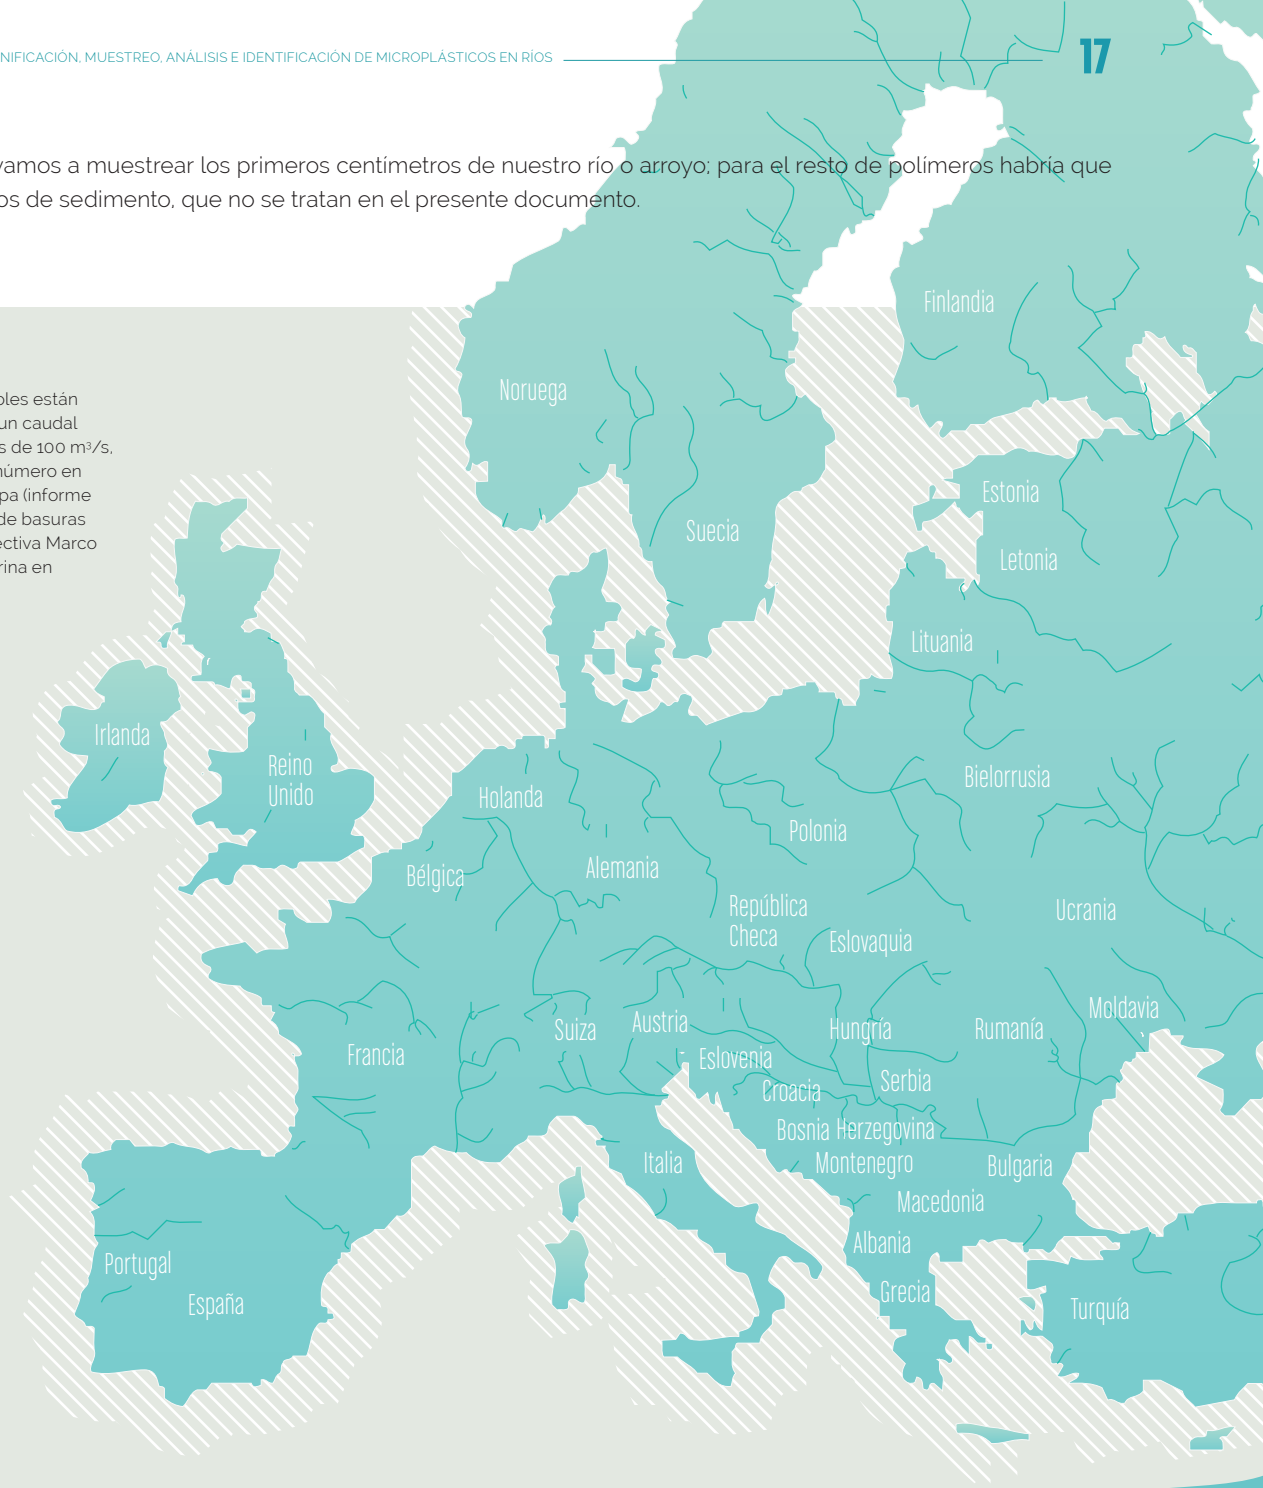 NIFICACIÓN, MUESTREO, ANÁLISIS E IDENTIFICACIÓN DE MICROPLÁSTICOS EN RÍOS
17
vamos a muestrear los primeros centímetros de nuestro río o arroyo; para el resto de polímeros habría que
os de sedimento, que no se tratan en el presente documento.
oles están
un caudal
s de 100 m³/s,
número en
pa (informe
de basuras
ectiva Marco
rina en
Finlandia
Noruega
Estonia
Suecia
Letonia
Lituania
Irlanda
Reino
Unido
Bielorrusia
Holanda
Polonia
Bélgica
Alemania
República
Checa
Ucrania
Eslovaquia
Moldavia
Suiza
Austria
Hungría
Rumanía
Francia
Eslovenia
Croacia
Serbia
Bosnia Herzegovina
Italia
Montenegro
Bulgaria
Macedonia
Albania
Portugal
España
Grecia
Turquía